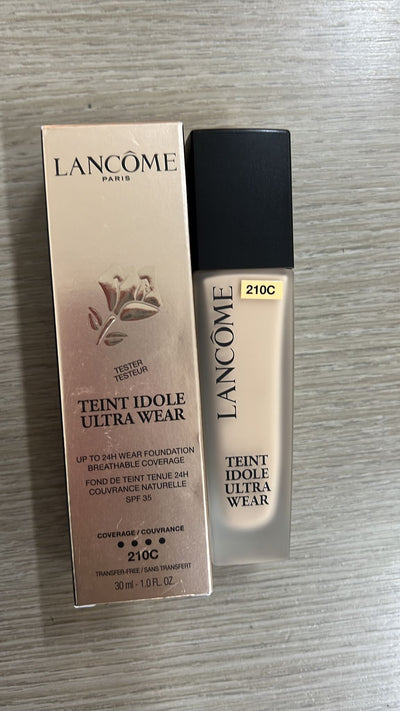 LANCÔME
PARIS
TESTER
TESTEUR
TEINT IDOLE
ULTRA WEAR
UP TO 24H WEAR FOUNDATION
BREATHABLE COVERAGE
FOND DE TEINT TENUE 24H
COUVRANCE NATURELLE
SPF 35
COVERAGE / COUVRANCE
210C
TRANSFER-FREE / SANS TRANSFERT
30 ml - 1.0 FL. OZ.
210C
LANCÔME
TEINT
IDOLE
ULTRA
WEAR